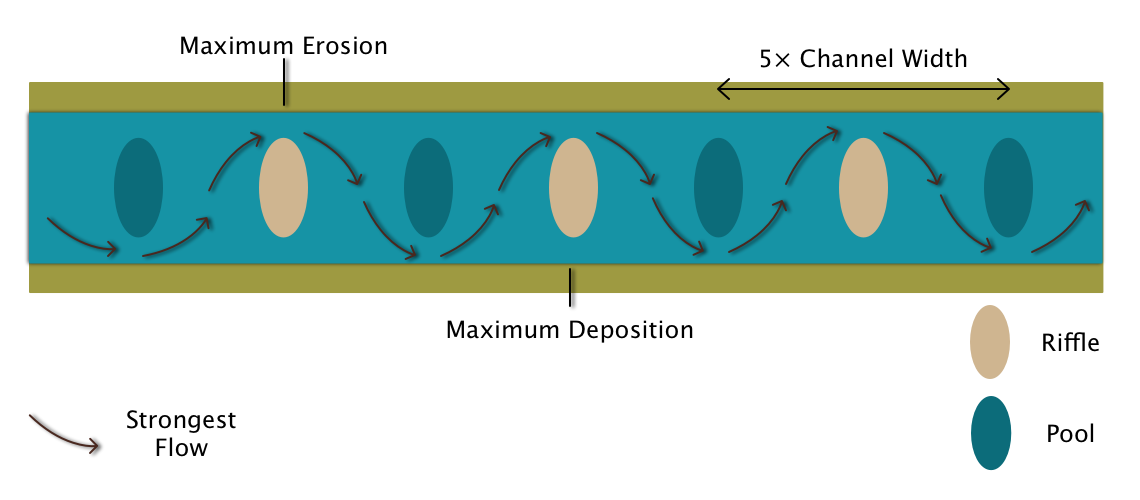 Maximum Erosion
5× Channel Width
Maximum Deposition
Riffle
Strongest
Flow
Pool